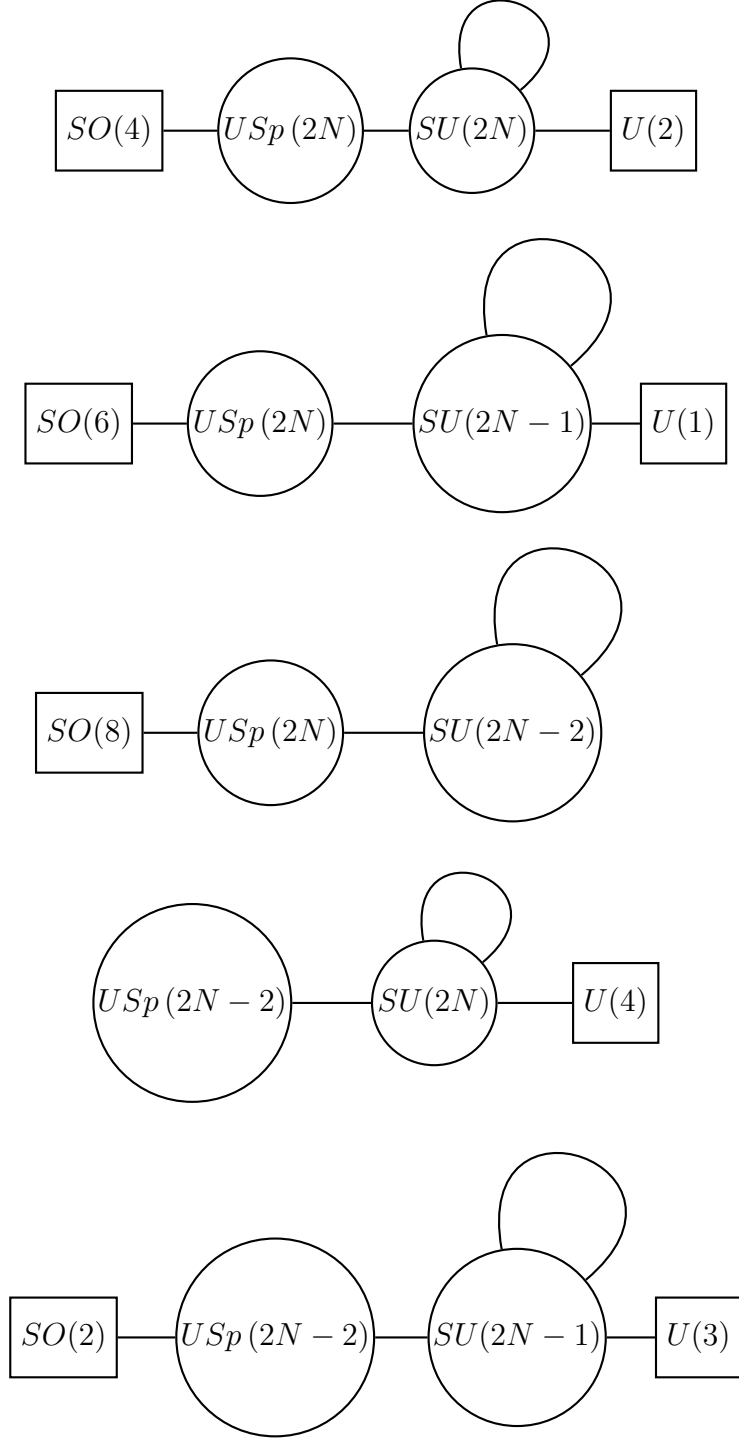 SO(4) USp (2N) SU(2N) U(2)
SO(6) USp (2N) SU(2N − 1) U(1)
SO(8) USp (2N) SU(2N − 2)
USp (2N − 2) SU(2N) U(4)
SO(2) USp (2N − 2) SU(2N − 1) U(3)